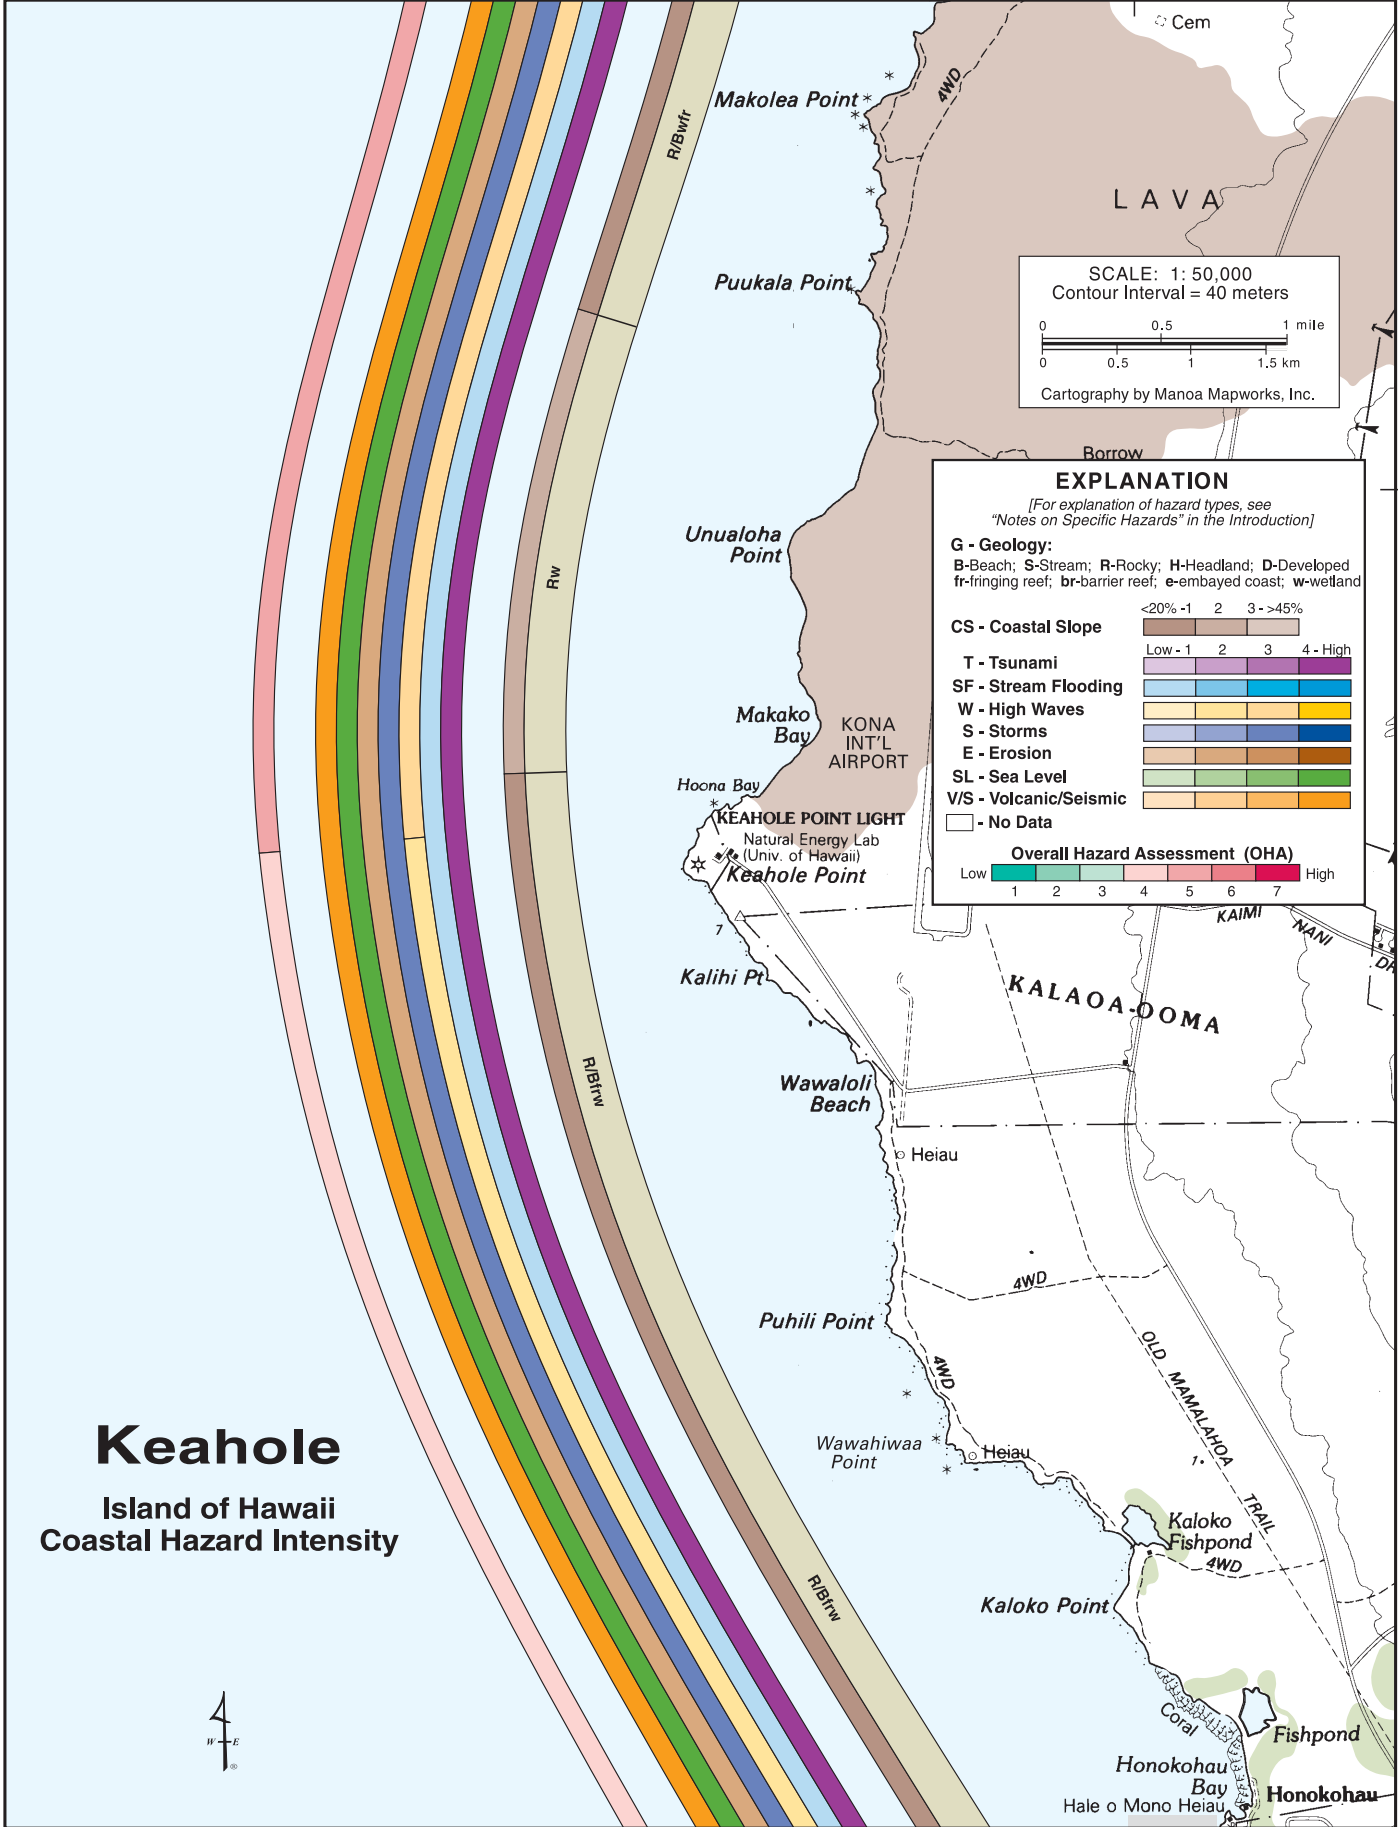 Cem
4WD
Makolea Point
R/Bwfr
LAVA
SCALE: 1: 50,000
Contour Interval = 40 meters
0 0.5 1 mile
0 0.5 1 1.5 km
Cartography by Manoa Mapworks, Inc.
Puukala Point
Borrow
EXPLANATION
[For explanation of hazard types, see
"Notes on Specific Hazards" in the Introduction]
G - Geology:
B-Beach; S-Stream; R-Rocky; H-Headland; D-Developed
fr-fringing reef; br-barrier reef; e-embayed coast; w-wetland
<20% -1 2 3 - >45%
CS - Coastal Slope
Low - 1 2 3 4 - High
T - Tsunami
SF - Stream Flooding
W - High Waves
S - Storms
E - Erosion
SL - Sea Level
V/S - Volcanic/Seismic
- No Data
Overall Hazard Assessment (OHA)
Low High
1 2 3 4 5 6 7
Unualoha
Point
Rw
Makako
Bay
KONA
INT'L
AIRPORT
Hoona Bay
KEAHOLE POINT LIGHT
Natural Energy Lab
(Univ. of Hawaii)
Keahole Point
7
KAIMI
NANI
Kalihi Pt
KALAOA-OOMA
R/Bfrw
Wawaloli
Beach
Heiau
4WD
Puhili Point
4WD
OLD MAMALAHOA TRAIL
Wawahiwaa
Point
Heiau
1
Keahole
Island of Hawaii
Coastal Hazard Intensity
Kaloko
Fishpond
4WD
R/Bfrw
Kaloko Point
W E
Coral
Fishpond
Honokohau
Bay
Honokohau
Hale o Mono Heiau